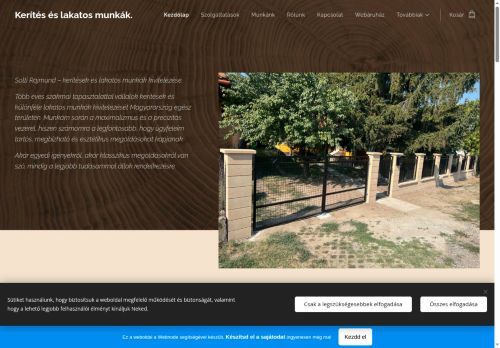 Kerítés és lakatos munkák.
Kezdőlap Szolgáltatások Munkánk Rólunk Kapcsolat Webáruház Továbbiak Kosár
Solti Rajmund – kerítések és lakatos munkák kivitelezése.
Több éves szakmai tapasztalattal vállalok kerítések és
különféle lakatos munkák kivitelezését Magyarország egész
területén. Munkáim során a maximalizmus és a precizitás
vezérel, hiszen számomra a legfontosabb, hogy ügyfeleim
tartós, megbízható és esztétikus megoldásokat kapjanak.
Akár egyedi igényekről, akár klasszikus megoldásokról van
szó, mindig a legjobb tudásommal állok rendelkezésre.
Sütiket használunk, hogy biztosítsuk a weboldal megfelelő működését és biztonságát, valamint
hogy a lehető legjobb felhasználói élményt kínáljuk Neked.
Csak a legszükségesebbek elfogadása
Összes elfogadása
Ez a weboldal a Webnode segítségével készült. Készítsd el a sajátodat ingyenesen még ma!
Kezdd el